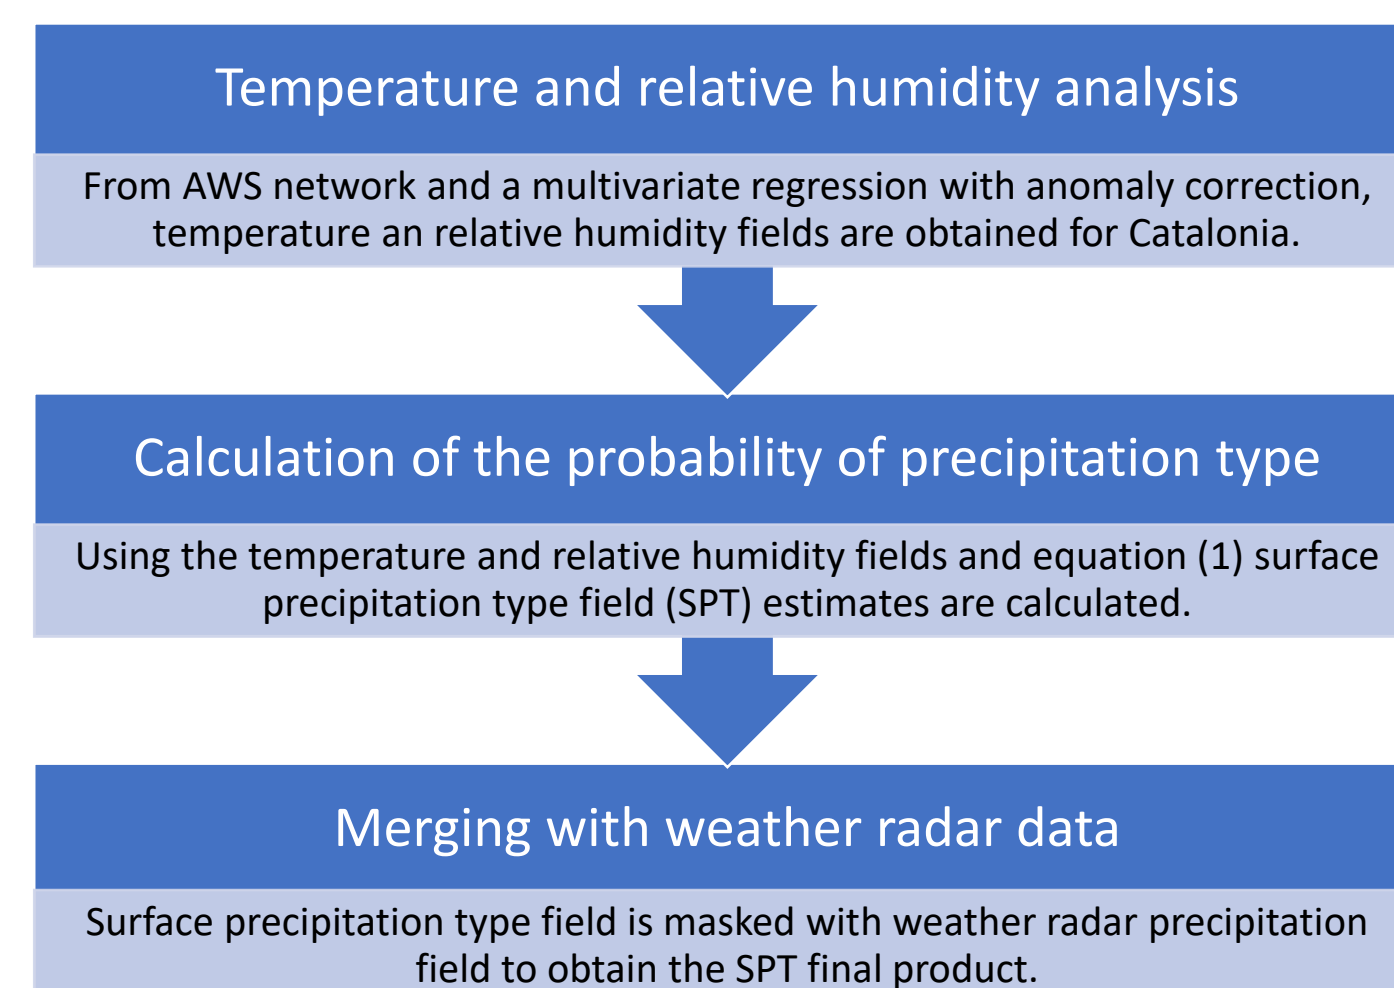 Temperature and relative humidity analysis
From AWS network and a multivariate regression with anomaly correction,
temperature an relative humidity fields are obtained for Catalonia.
Calculation of the probability of precipitation type
Using the temperature and relative humidity fields and equation (1) surface
precipitation type field (SPT) estimates are calculated.
Merging with weather radar data
Surface precipitation type field is masked with weather radar precipitation
field to obtain the SPT final product.